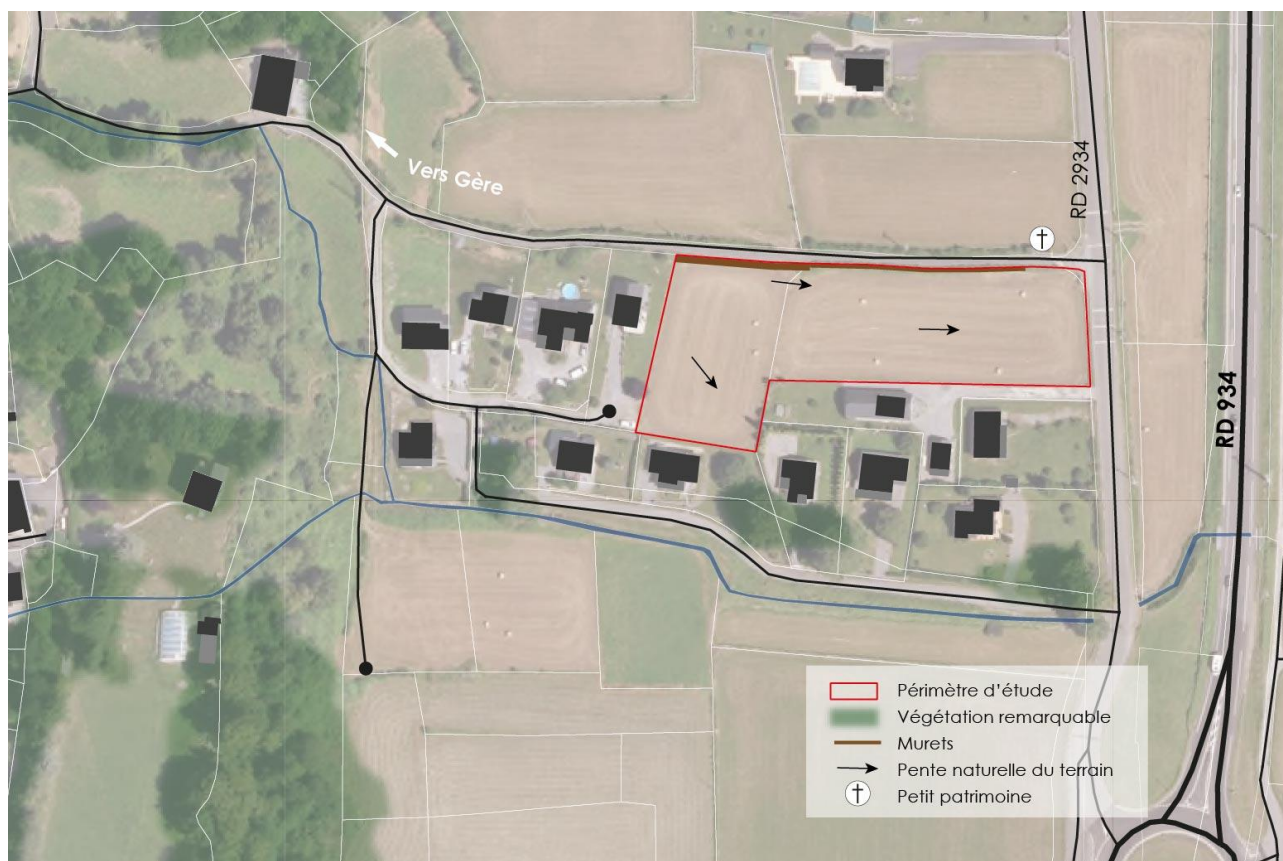 Vers Gère
RD 2934
RD 934
Périmètre d'étude
Végétation remarquable
Murets
Pente naturelle du terrain
Petit patrimoine